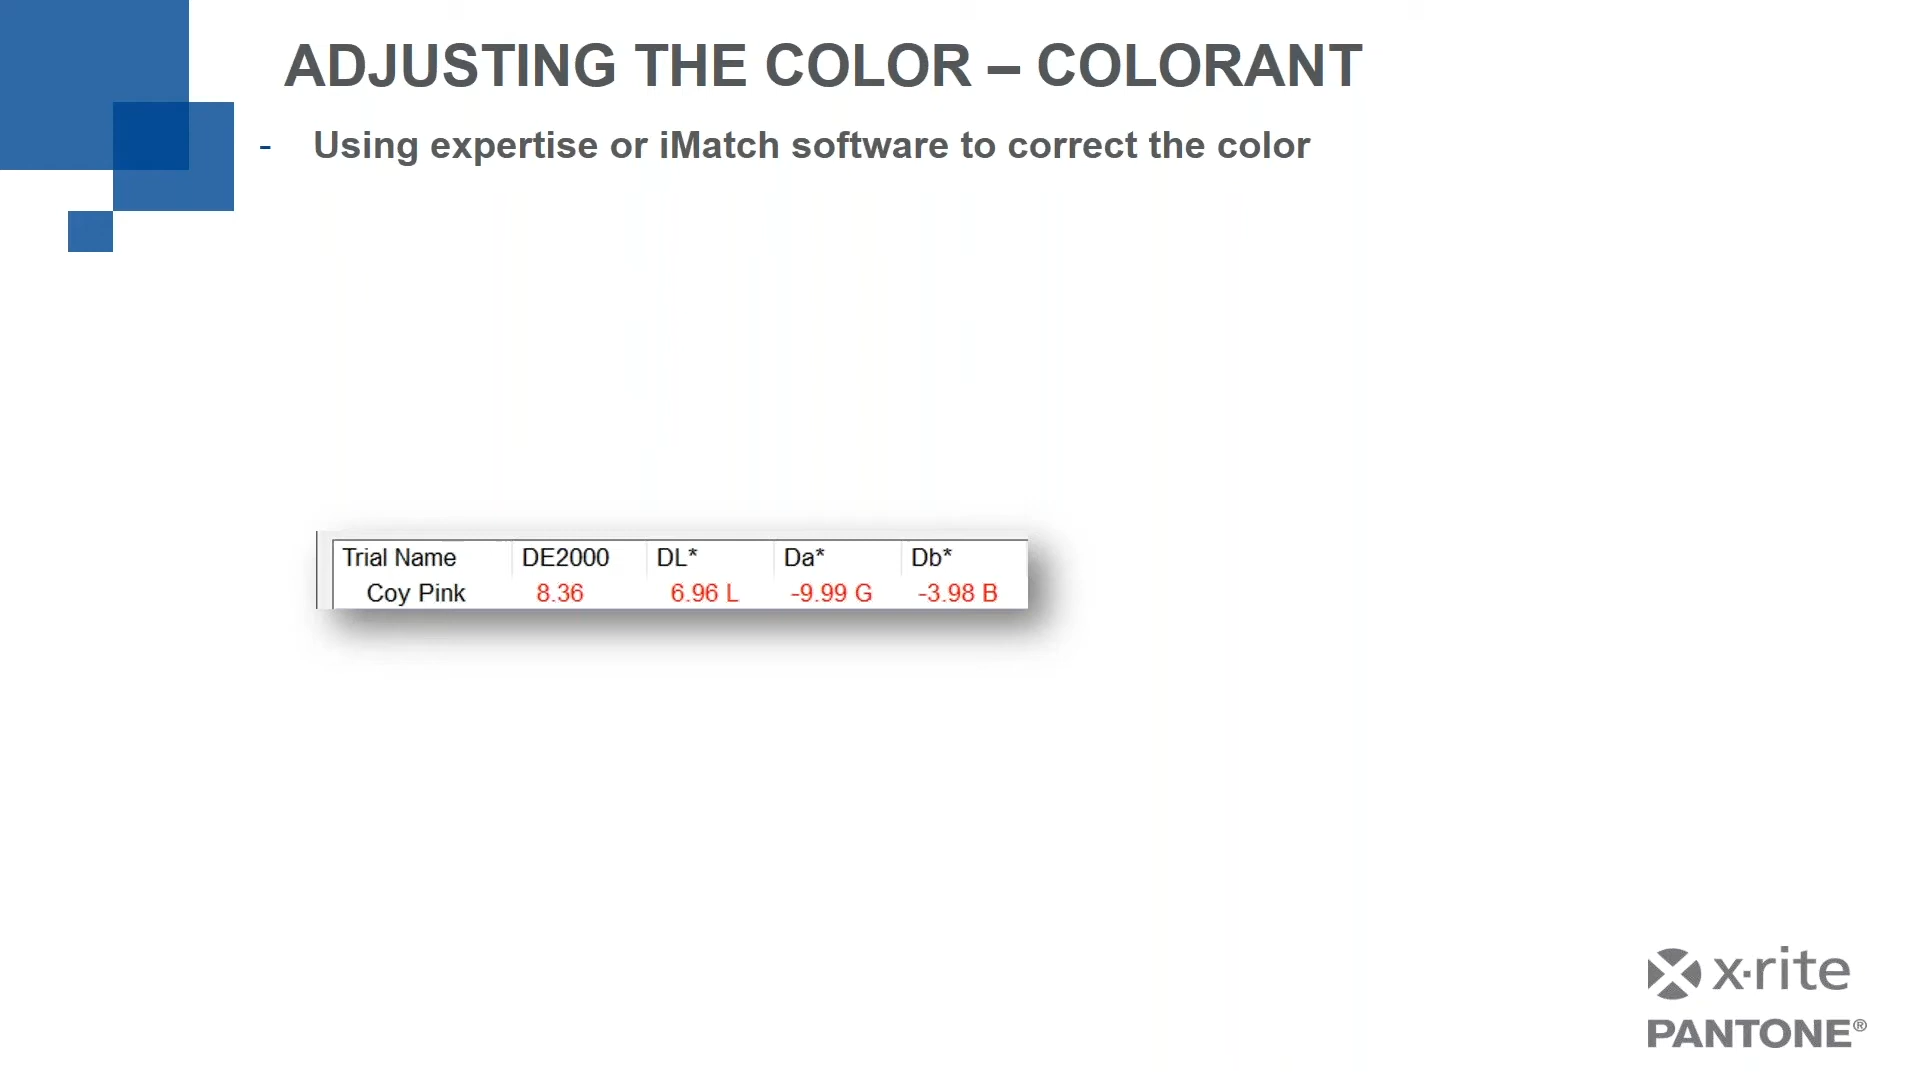 ADJUSTING THE COLOR – COLORANT
- Using expertise or iMatch software to correct the color
Trial Name DE2000 DL* Da* Db*
Coy Pink 8.36 6.96 L -9.99 G -3.98 B
x·rite
PANTONE®